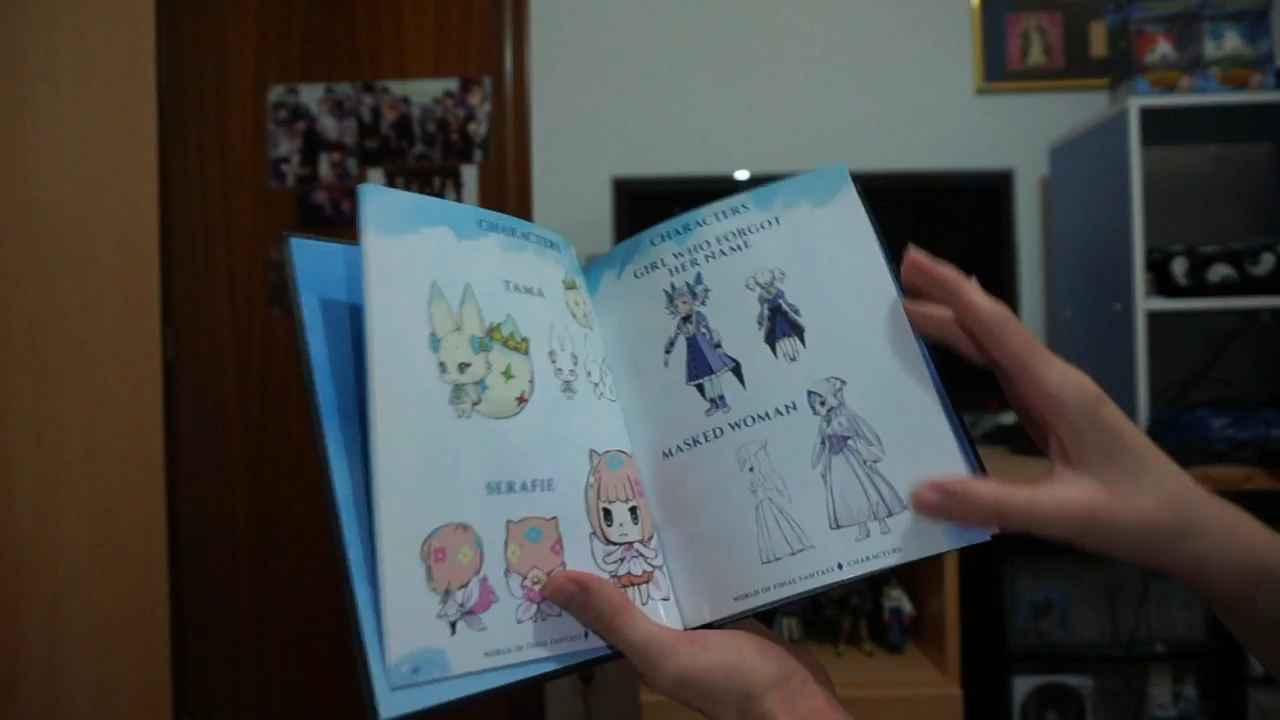 CHARACTERS
TAMA
SERAFIE
WORLD OF FINAL FANTASY
CHARACTERS
GIRL WHO FORGOT
HER NAME
MASKED WOMAN
WORLD OF FINAL FANTASY CHARACTERS